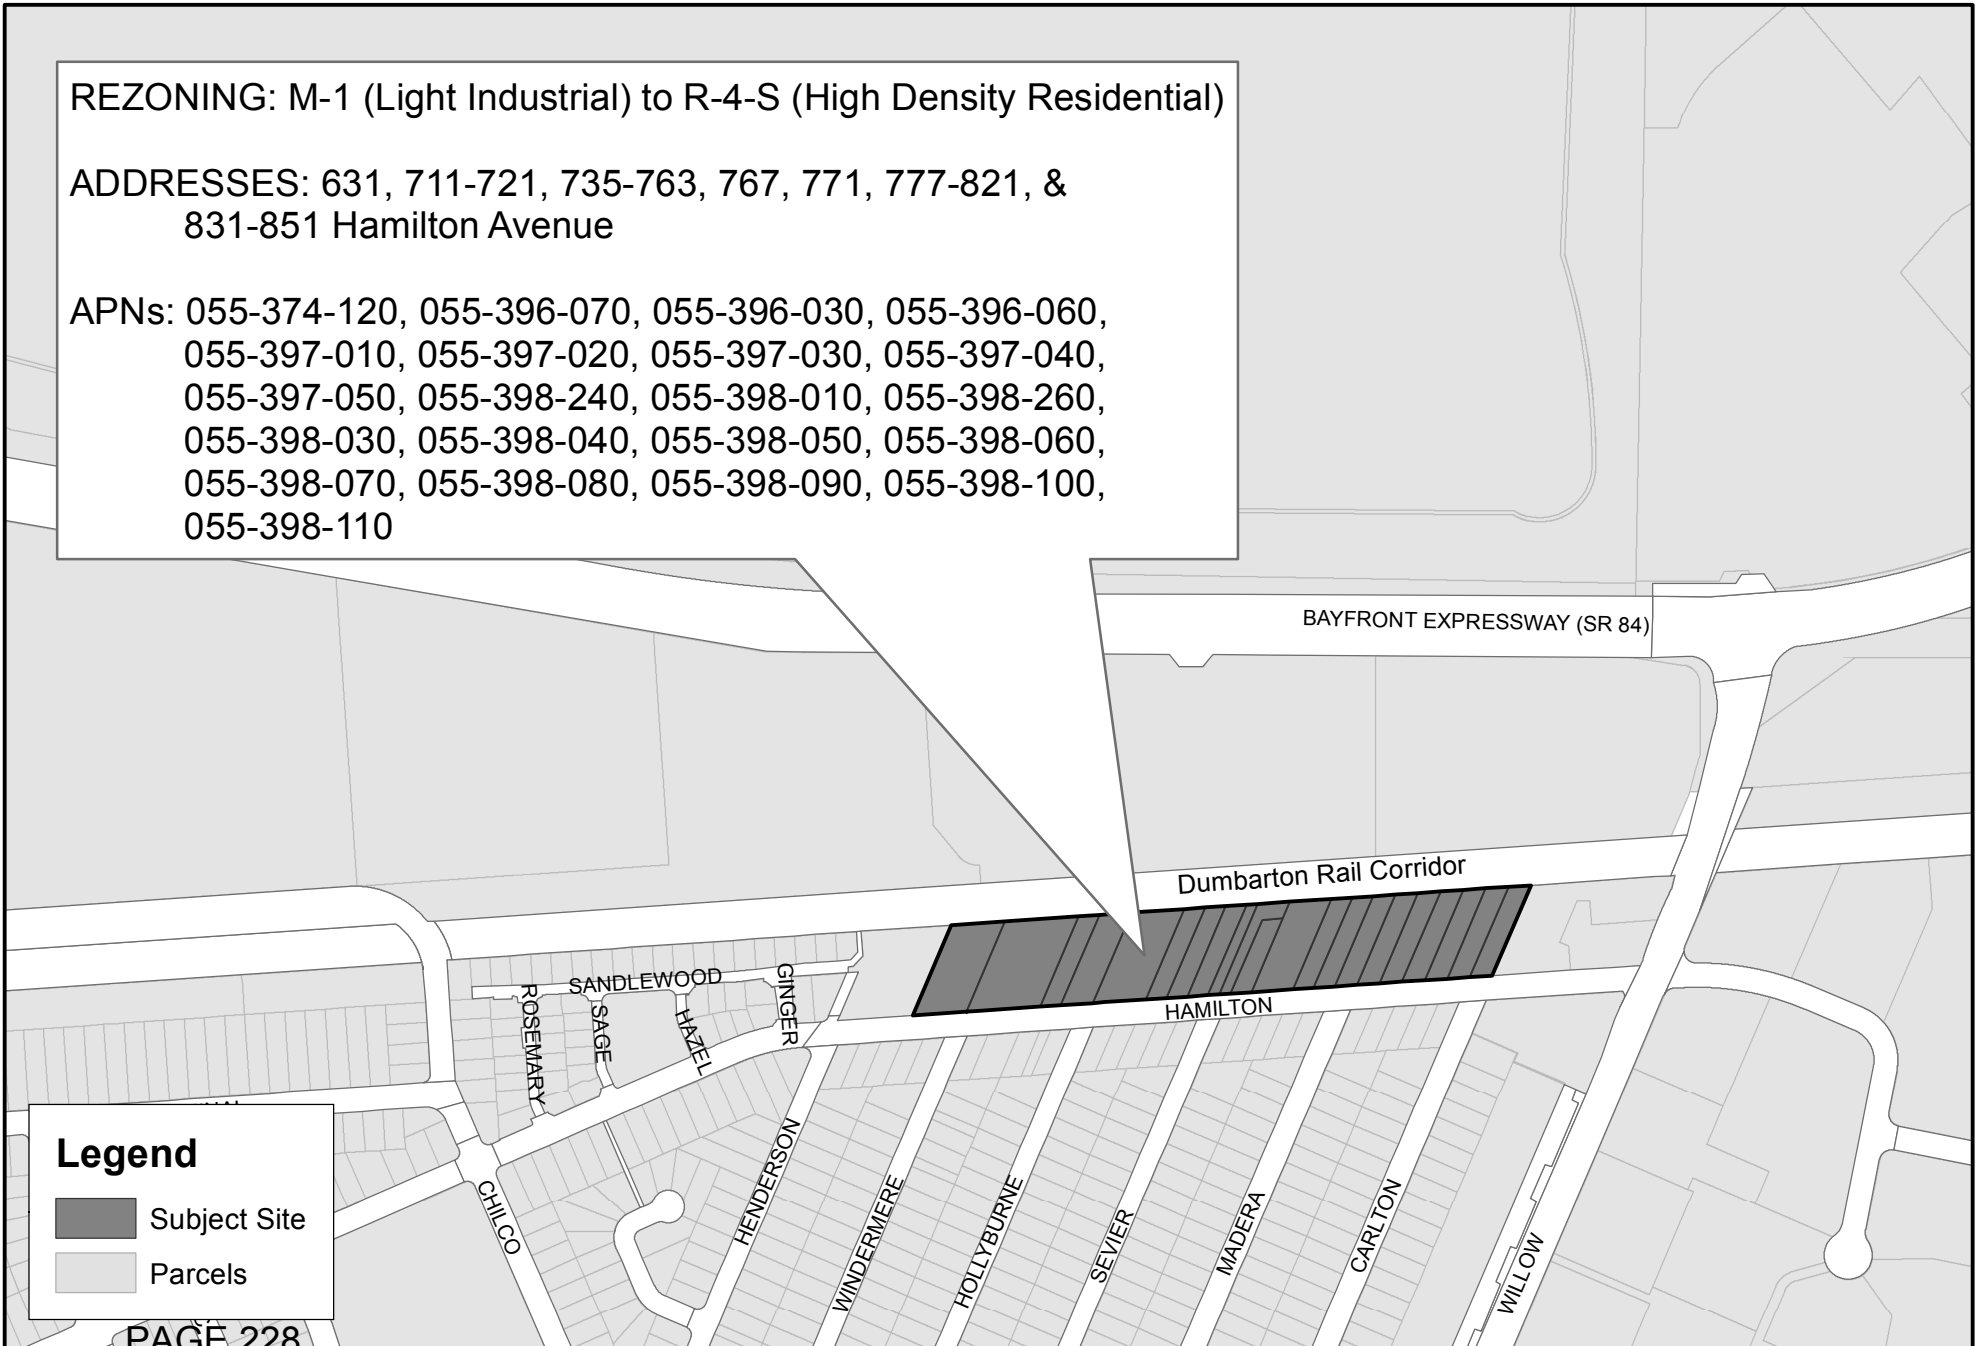 REZONING: M-1 (Light Industrial) to R-4-S (High Density Residential)
ADDRESSES: 631, 711-721, 735-763, 767, 771, 777-821, &
831-851 Hamilton Avenue
APNs: 055-374-120, 055-396-070, 055-396-030, 055-396-060,
055-397-010, 055-397-020, 055-397-030, 055-397-040,
055-397-050, 055-398-240, 055-398-010, 055-398-260,
055-398-030, 055-398-040, 055-398-050, 055-398-060,
055-398-070, 055-398-080, 055-398-090, 055-398-100,
055-398-110
BAYFRONT EXPRESSWAY (SR 84)
Dumbarton Rail Corridor
HAMILTON
SANDLEWOOD
GINGER
ROSEMARY
SAGE
HAZEL
CHILCO
HENDERSON
WINDERMERE
HOLLYBURNE
SEVIER
MADERA
CARLTON
WILLOW
Legend
Subject Site
Parcels
PAGE 228